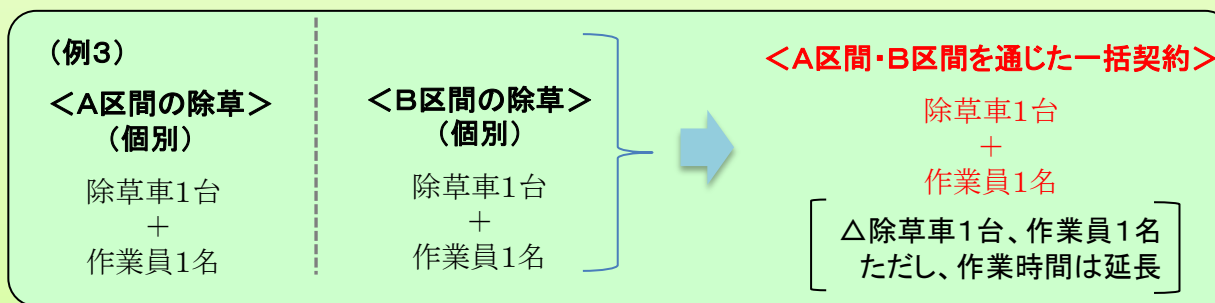 （例３）
＜Ａ区間の除草＞
（個別）
除草車１台
＋
作業員１名
＜Ｂ区間の除草＞
（個別）
除草車１台
＋
作業員１名
＜Ａ区間・Ｂ区間を通じた一括契約＞
除草車１台
＋
作業員１名
△除草車１台、作業員１名
ただし、作業時間は延長